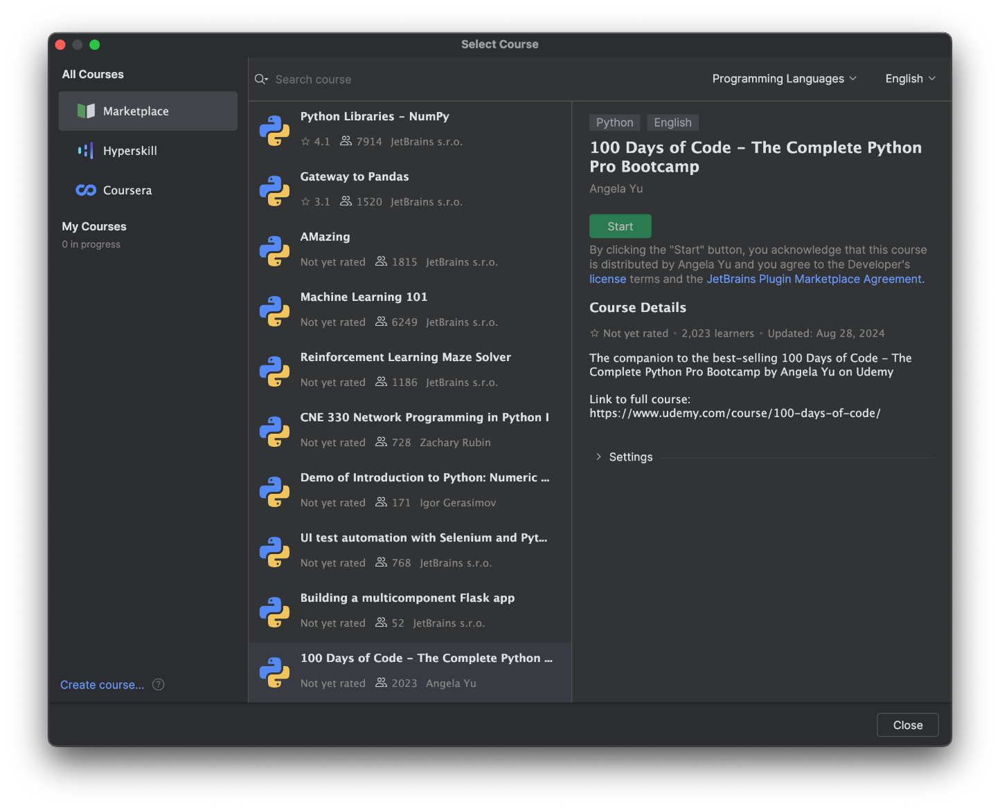 Select Course
All Courses
Marketplace
Hyperskill
Coursera
My Courses
0 in progress
Create course...
?
Search course
Programming Languages
English
Python Libraries – NumPy
4.1 7914 JetBrains s.r.o.
Gateway to Pandas
3.1 1520 JetBrains s.r.o.
AMazing
Not yet rated 1815 JetBrains s.r.o.
Machine Learning 101
Not yet rated 6249 JetBrains s.r.o.
Reinforcement Learning Maze Solver
Not yet rated 1186 JetBrains s.r.o.
CNE 330 Network Programming in Python I
Not yet rated 728 Zachary Rubin
Demo of Introduction to Python: Numeric ...
Not yet rated 171 Igor Gerasimov
UI test automation with Selenium and Pyt...
Not yet rated 768 JetBrains s.r.o.
Building a multicomponent Flask app
Not yet rated 52 JetBrains s.r.o.
100 Days of Code – The Complete Python ...
Not yet rated 2023 Angela Yu
Python English
100 Days of Code – The Complete Python
Pro Bootcamp
Angela Yu
Start
By clicking the "Start" button, you acknowledge that this course
is distributed by Angela Yu and you agree to the Developer's
license terms and the JetBrains Plugin Marketplace Agreement.
Course Details
Not yet rated • 2,023 learners • Updated: Aug 28, 2024
The companion to the best-selling 100 Days of Code – The
Complete Python Pro Bootcamp by Angela Yu on Udemy
Link to full course:
https://www.udemy.com/course/100-days-of-code/
Settings
Close